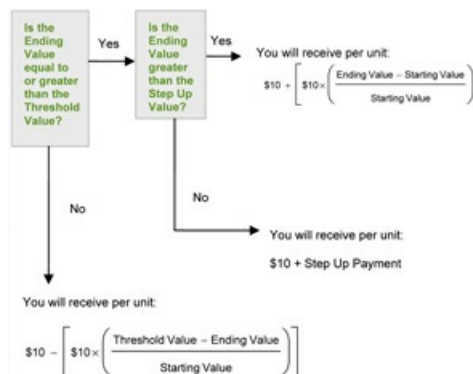 Is the
Ending
Value
equal to
or greater
than the
Threshold
Value?
Yes
Is the
Ending
Value
greater
than the
Step Up
Value?
Yes
You will receive per unit:
$10 + [ $10 × ( Ending Value – Starting Value
Starting Value ) ]
No
No
You will receive per unit:
$10 + Step Up Payment
You will receive per unit:
$10 – [ $10 × ( Threshold Value – Ending Value
Starting Value ) ]